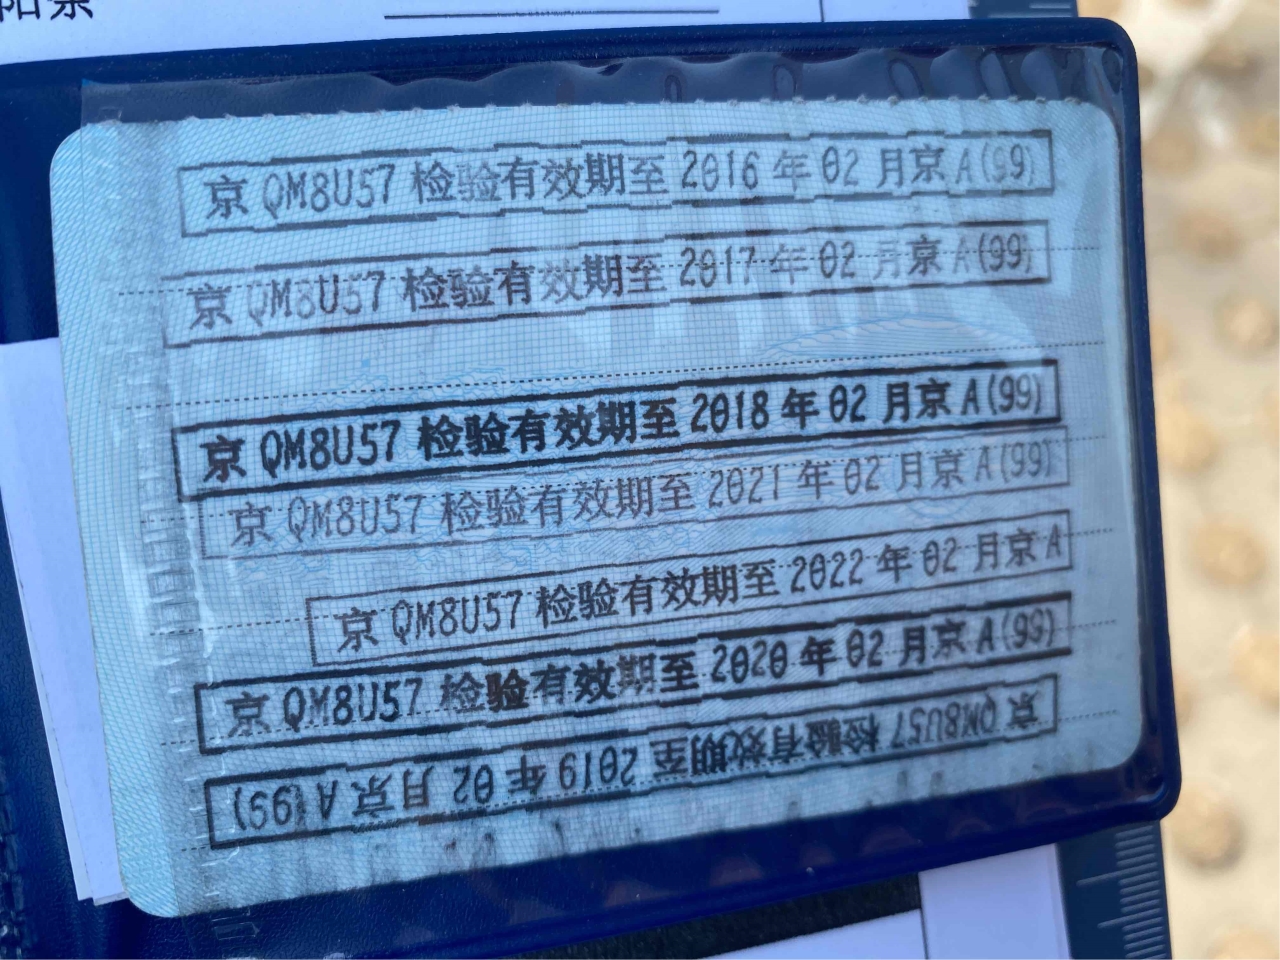 阳崇
京 QM8U57 检验有效期至 2016 年 02 月京 A(99)
京 QM8U57 检验有效期至 2017 年 02 月京 A(99)
京 QM8U57 检验有效期至 2018 年 02 月京 A(99)
京 QM8U57 检验有效期至 2021 年 02 月京 A(99)
京 QM8U57 检验有效期至 2022 年 02 月京 A
京 QM8U57 检验有效期至 2020 年 02 月京 A(99)
京 QM8U57 检验有效期至 2019 年 02 月京 A(99)